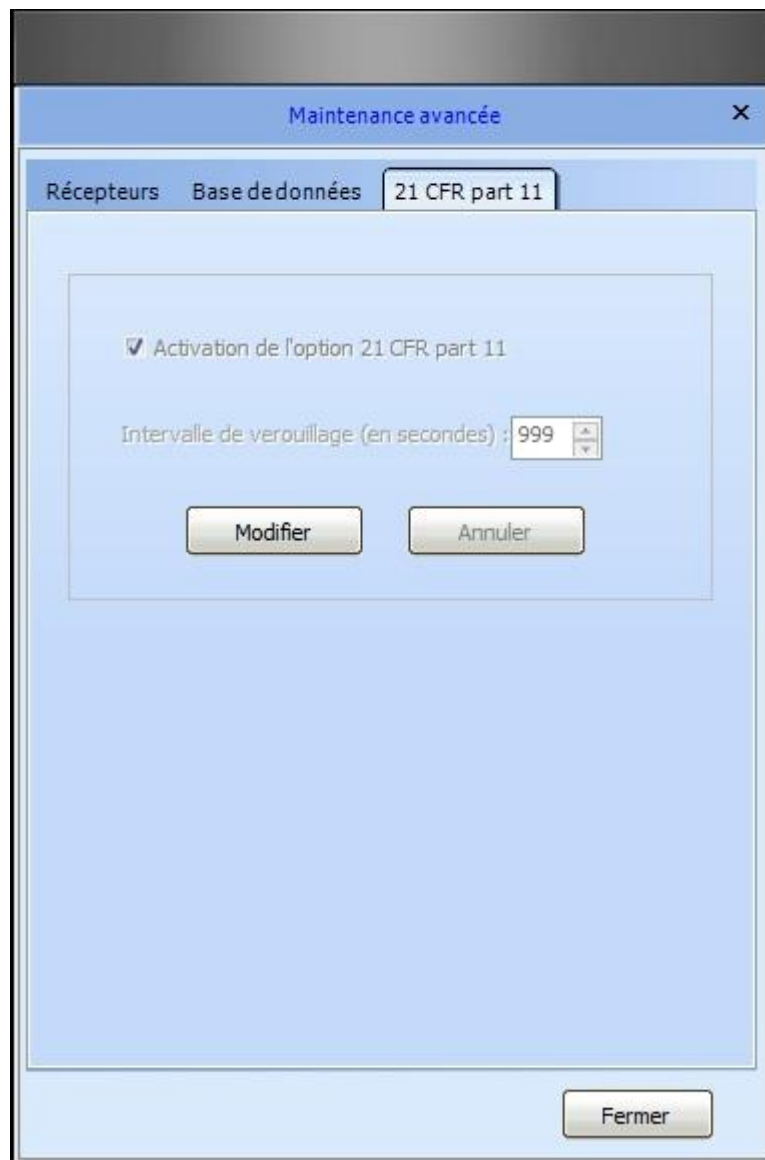 Maintenance avancée
Récepteurs Base de données 21 CFR part 11
Activation de l'option 21 CFR part 11
Intervalle de verouillage (en secondes) : 999
Modifier Annuler
Fermer